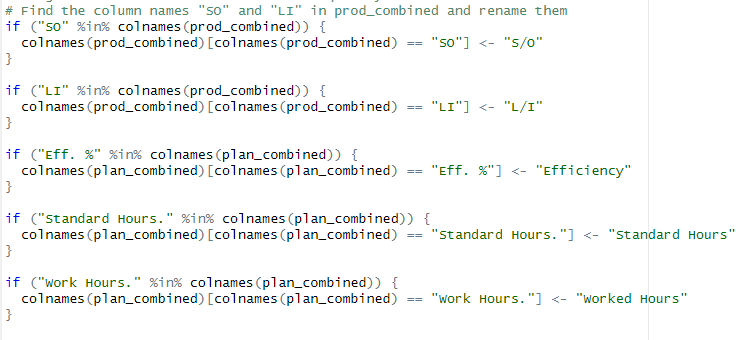 # Find the column names "SO" and "LI" in prod_combined and rename them
if ("SO" %in% colnames(prod_combined)) {
  colnames(prod_combined)[colnames(prod_combined) == "SO"] <- "S/O"
}

if ("LI" %in% colnames(prod_combined)) {
  colnames(prod_combined)[colnames(prod_combined) == "LI"] <- "L/I"
}

if ("Eff. %" %in% colnames(plan_combined)) {
  colnames(plan_combined)[colnames(plan_combined) == "Eff. %"] <- "Efficiency"
}

if ("Standard Hours." %in% colnames(plan_combined)) {
  colnames(plan_combined)[colnames(plan_combined) == "Standard Hours."] <- "Standard Hours"
}

if ("Work Hours." %in% colnames(plan_combined)) {
  colnames(plan_combined)[colnames(plan_combined) == "Work Hours."] <- "Worked Hours"
}